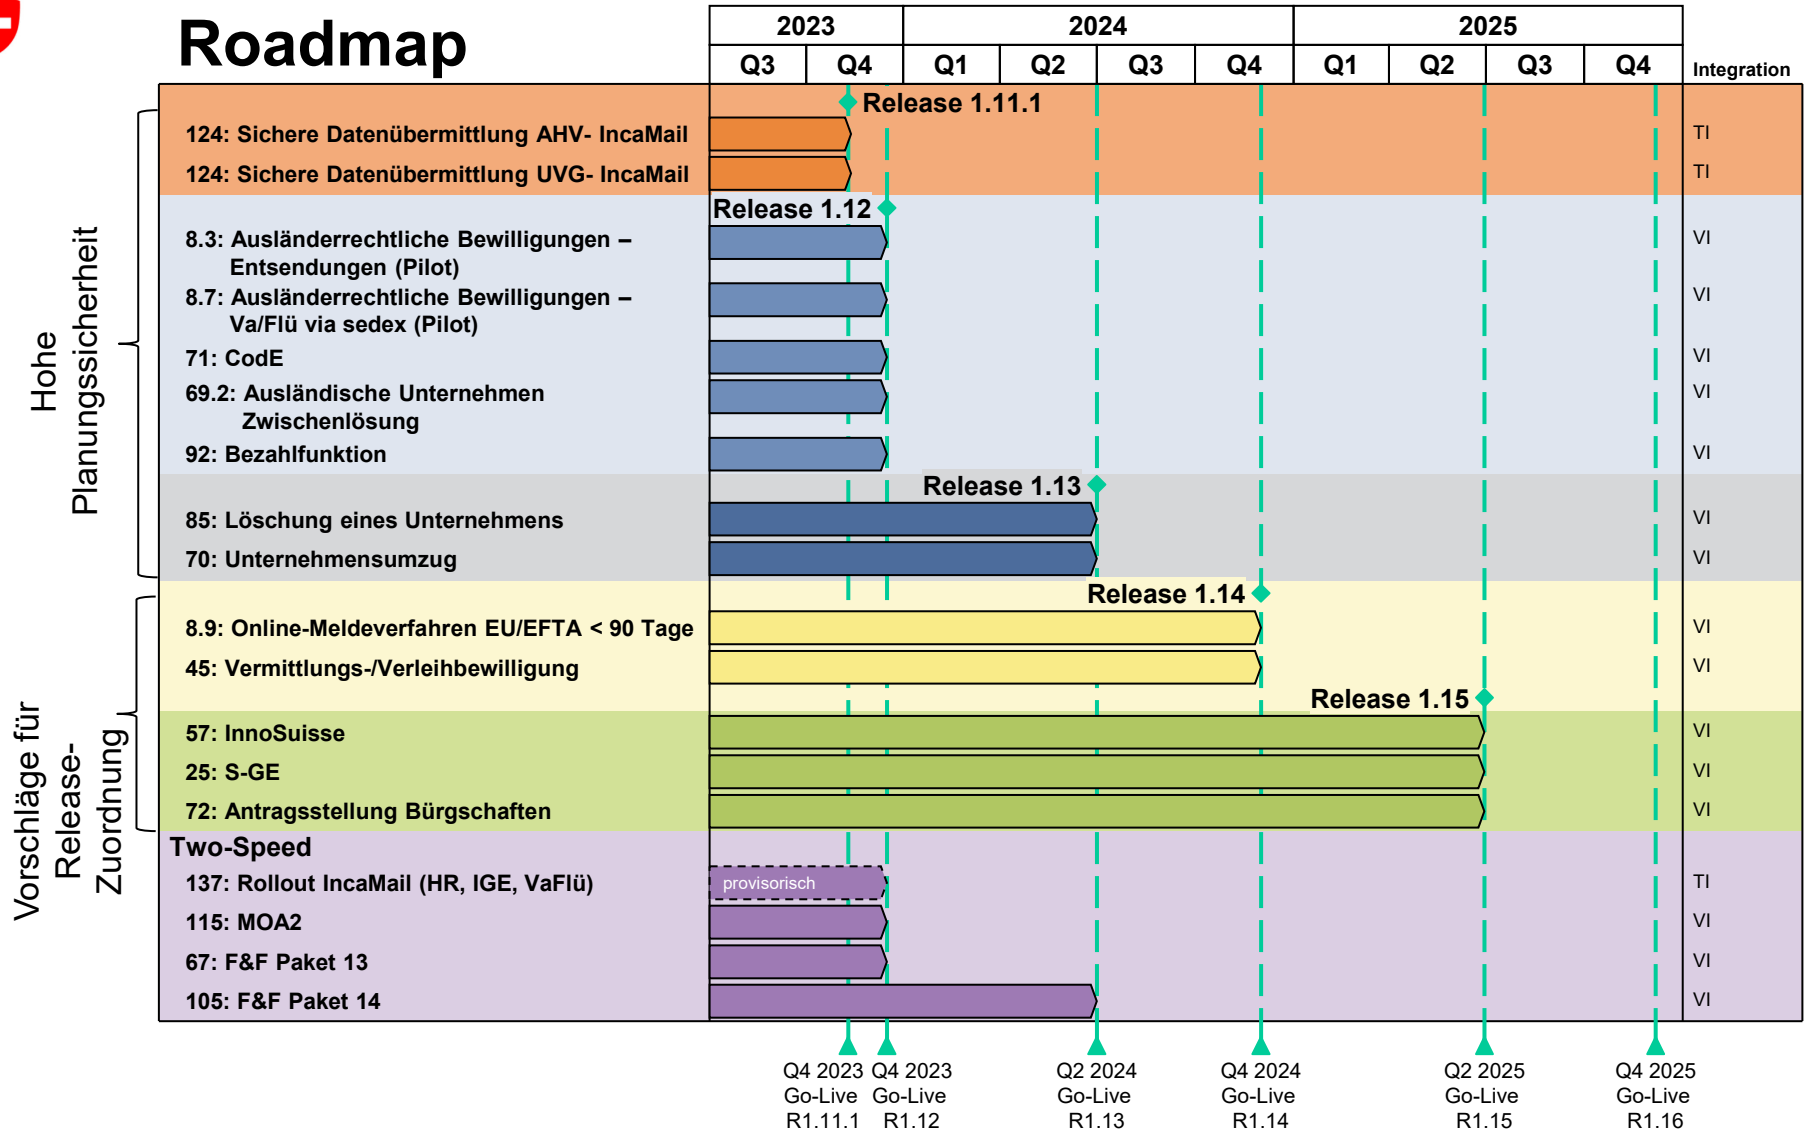 Roadmap
2023
2024
2025
Q3
Q4
Q1
Q2
Q3
Q4
Q1
Q2
Q3
Q4
Integration
Hohe
Planungssicherheit
Release 1.11.1
124: Sichere Datenübermittlung AHV- IncaMail
TI
124: Sichere Datenübermittlung UVG- IncaMail
TI
Release 1.12
8.3: Ausländerrechtliche Bewilligungen –
Entsendungen (Pilot)
VI
8.7: Ausländerrechtliche Bewilligungen –
Va/Flü via sedex (Pilot)
VI
71: CodE
VI
69.2: Ausländische Unternehmen
Zwischenlösung
VI
92: Bezahlfunktion
VI
Release 1.13
85: Löschung eines Unternehmens
VI
70: Unternehmensumzug
VI
Vorschläge für
Release-
Zuordnung
Release 1.14
8.9: Online-Meldeverfahren EU/EFTA < 90 Tage
VI
45: Vermittlungs-/Verleihbewilligung
VI
Release 1.15
57: InnoSuisse
VI
25: S-GE
VI
72: Antragsstellung Bürgschaften
VI
Two-Speed
137: Rollout IncaMail (HR, IGE, VaFlü)
provisorisch
TI
115: MOA2
VI
67: F&F Paket 13
VI
105: F&F Paket 14
VI
Q4 2023
Go-Live
R1.11.1
Q4 2023
Go-Live
R1.12
Q2 2024
Go-Live
R1.13
Q4 2024
Go-Live
R1.14
Q2 2025
Go-Live
R1.15
Q4 2025
Go-Live
R1.16